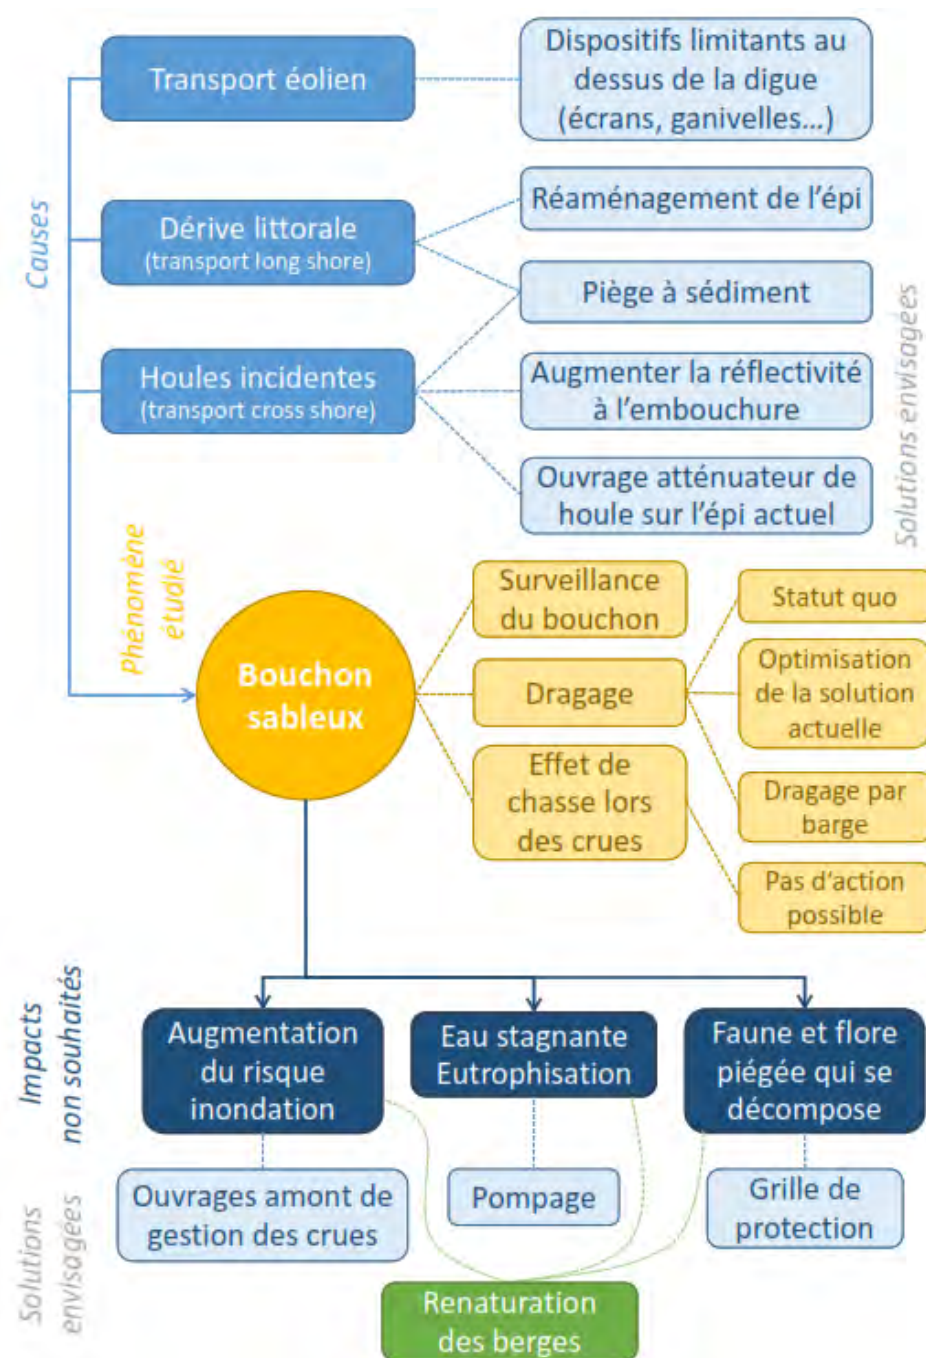 Causes
Transport éolien
Dispositifs limitants au
dessus de la digue
(écrans, ganivelles...)
Dérive littorale
(transport long shore)
Réaménagement de l'épi
Piège à sédiment
Houles incidentes
(transport cross shore)
Augmenter la réflectivité
à l'embouchure
Ouvrage atténuateur de
houle sur l'épi actuel
Solutions envisagées
Phénomène
étudié
Bouchon
sableux
Surveillance
du bouchon
Dragage
Effet de
chasse lors
des crues
Statut quo
Optimisation
de la solution
actuelle
Dragage par
barge
Pas d'action
possible
Impacts
non souhaités
Augmentation
du risque
inondation
Eau stagnante
Eutrophisation
Faune et flore
piégée qui se
décompose
Solutions
envisagées
Ouvrages amont de
gestion des crues
Pompage
Grille de
protection
Renaturation
des berges